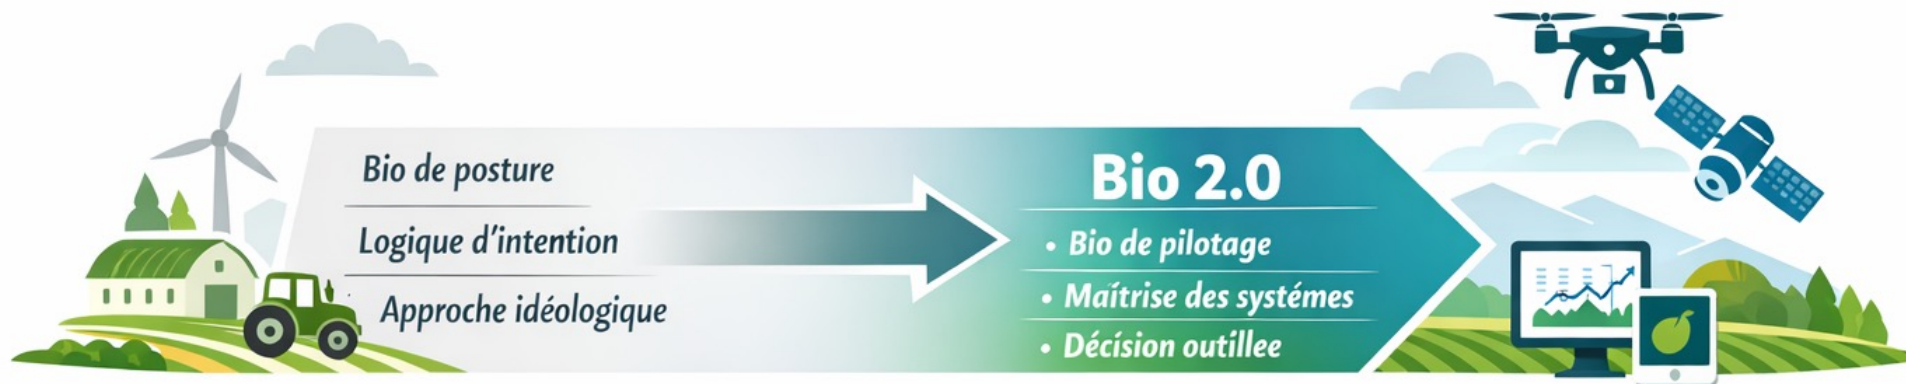 Bio de posture
Logique d'intention
Approche idéologique
Bio 2.0
• Bio de pilotage
• Maîtrise des systémes
• Décision outillee